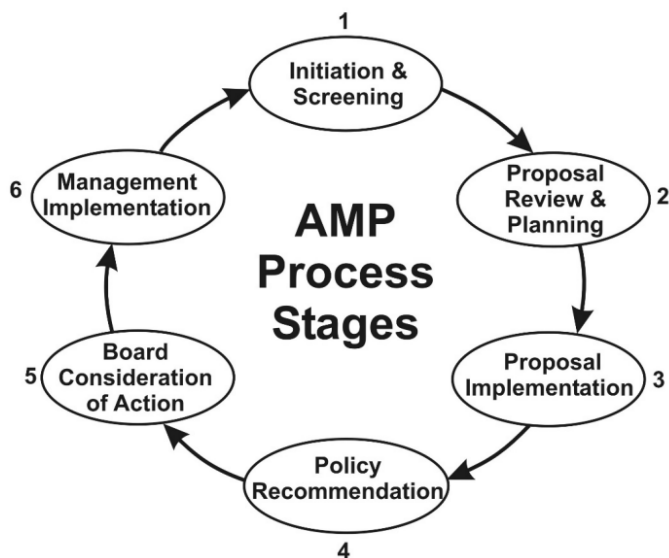 1
Initiation &
Screening
Proposal
Review &
Planning
2
Proposal
Implementation
3
Policy
Recommendation
4
Board
Consideration
of Action
5
Management
Implementation
6
AMP
Process
Stages